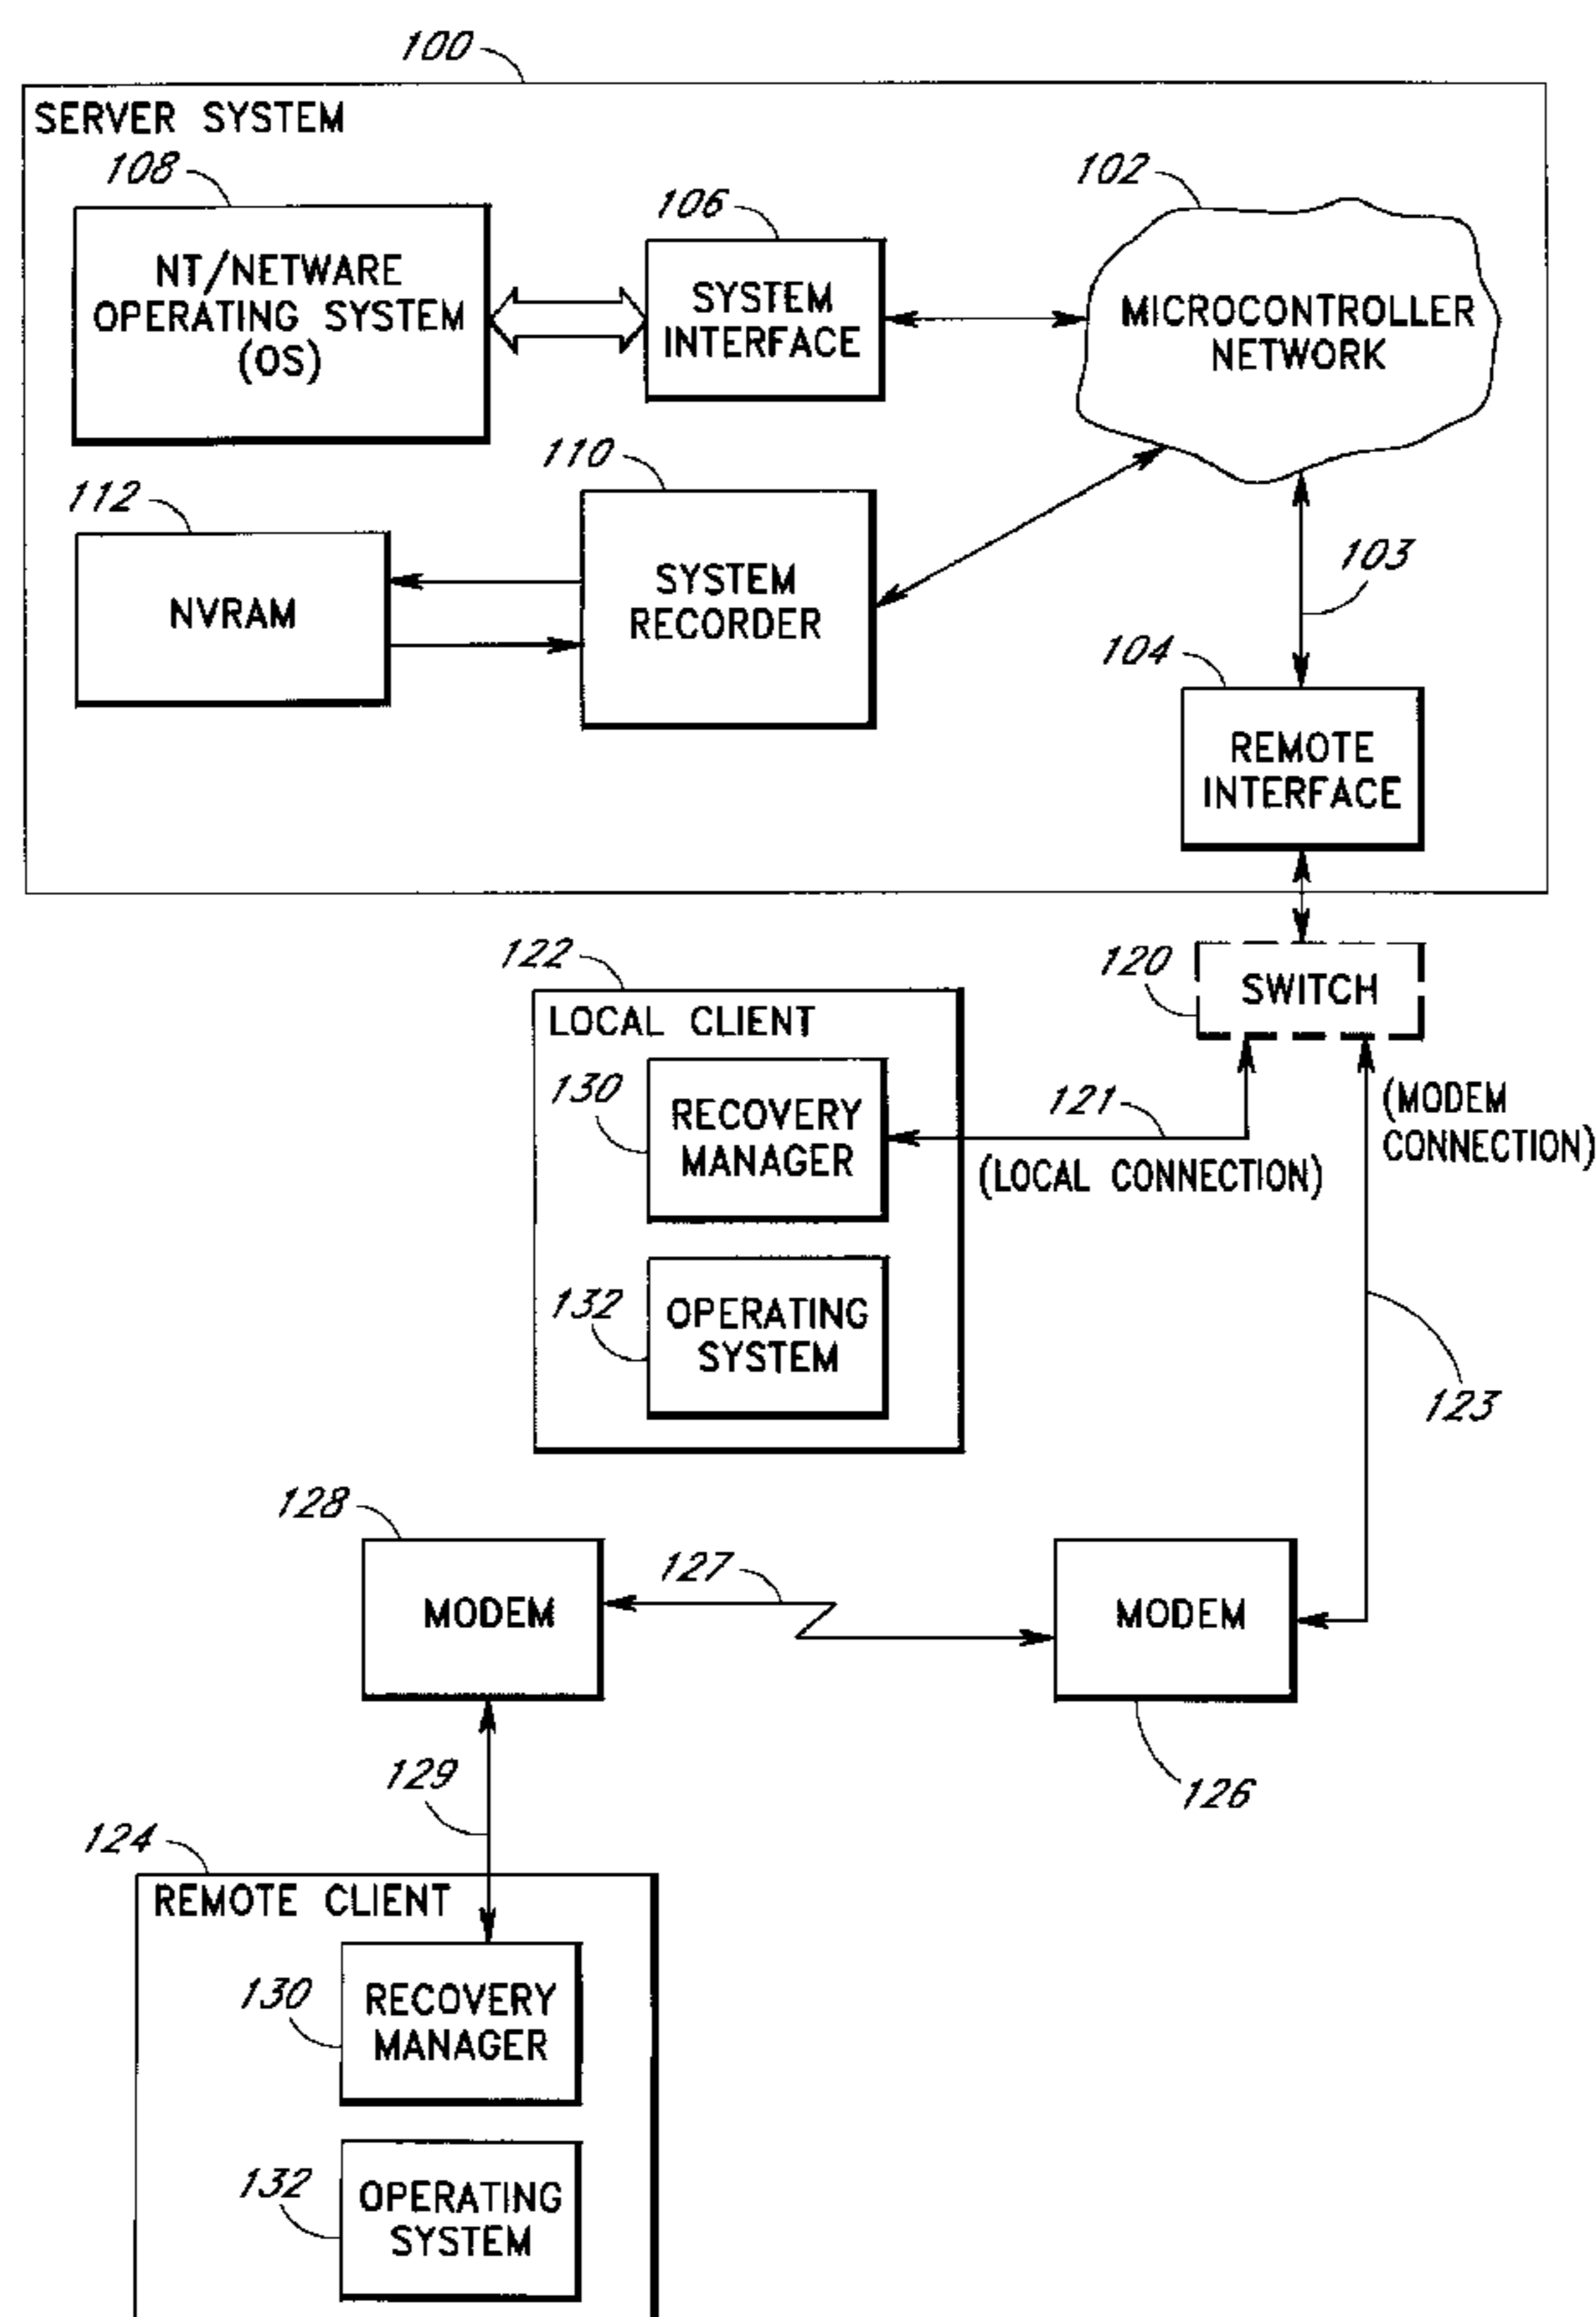 100
SERVER SYSTEM
108
102
106
NT/NETWARE
OPERATING SYSTEM
(OS)
SYSTEM
INTERFACE
MICROCONTROLLER
NETWORK
110
112
103
NVRAM
SYSTEM
RECORDER
104
REMOTE
INTERFACE
122
120
SWITCH
LOCAL CLIENT
130
RECOVERY
MANAGER
121
(LOCAL CONNECTION)
(MODEM
CONNECTION)
132
OPERATING
SYSTEM
123
128
127
MODEM
MODEM
129
126
124
REMOTE CLIENT
130
RECOVERY
MANAGER
132
OPERATING
SYSTEM